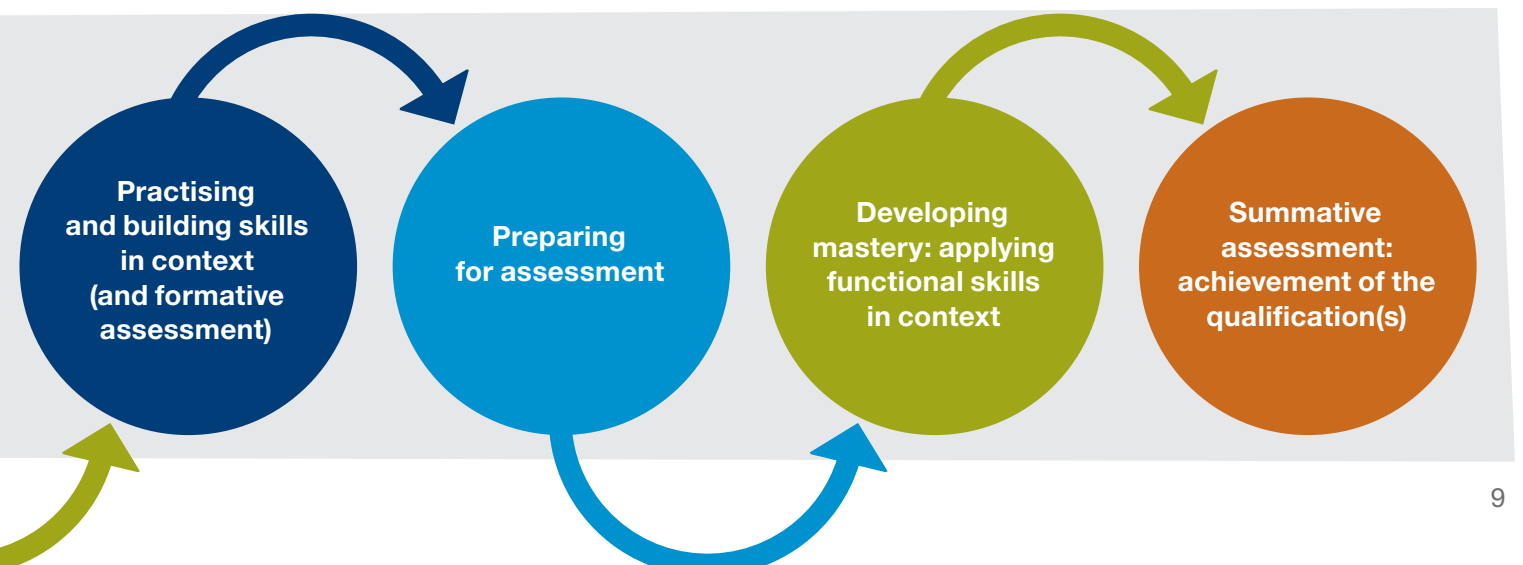 Practising
and building skills
in context
(and formative
assessment)
Preparing
for assessment
Developing
mastery: applying
functional skills
in context
Summative
assessment:
achievement of the
qualification(s)
9